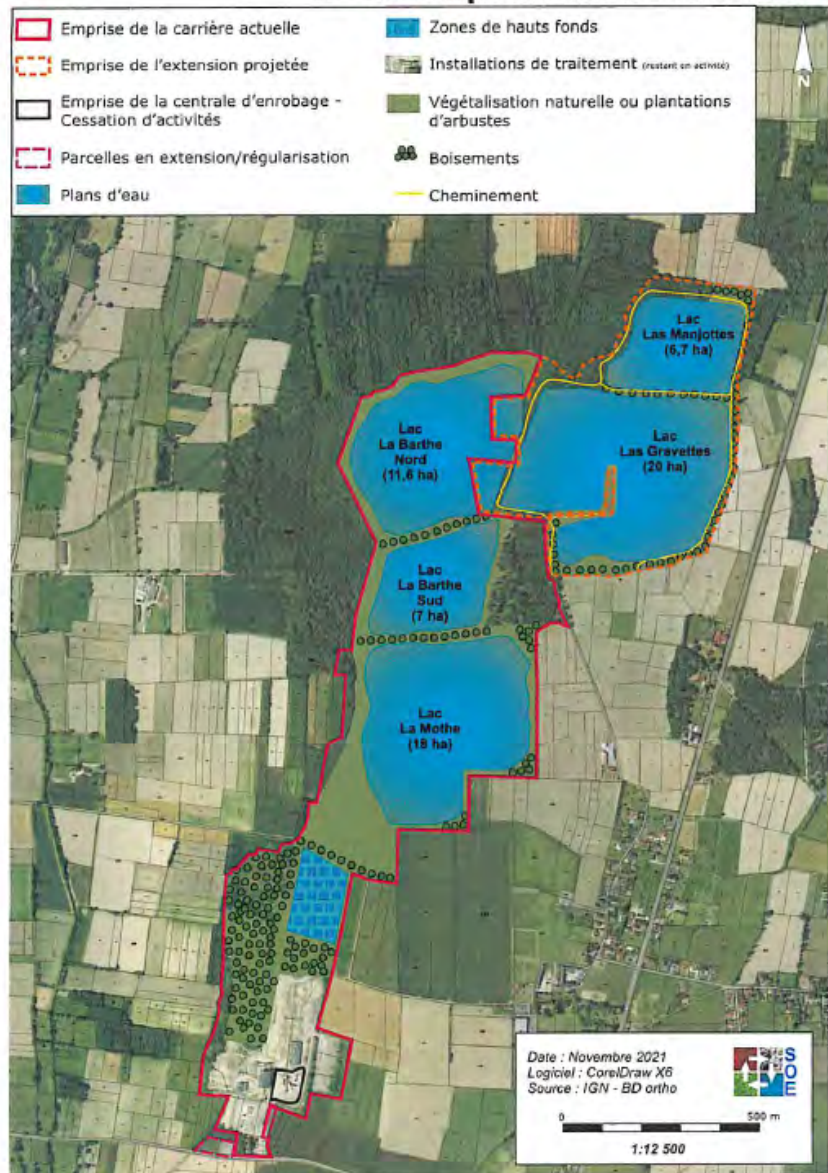 Emprise de la carrière actuelle
Emprise de l'extension projetée
Emprise de la centrale d'enrobage -
Cessation d'activités
Parcelles en extension/régularisation
Plans d'eau
Zones de hauts fonds
Installations de traitement (restant en activité)
Végétalisation naturelle ou plantations
d'arbustes
Boisements
Cheminement
N
Lac
Las Manjottes
(6,7 ha)
Lac
La Barthe
Nord
(11,6 ha)
Lac
Las Gravettes
(20 ha)
Lac
La Barthe
Sud
(7 ha)
Lac
La Mothe
(18 ha)
Date : Novembre 2021
Logiciel : CorelDraw X6
Source : IGN - BD ortho
SOE
0 500 m
1:12 500